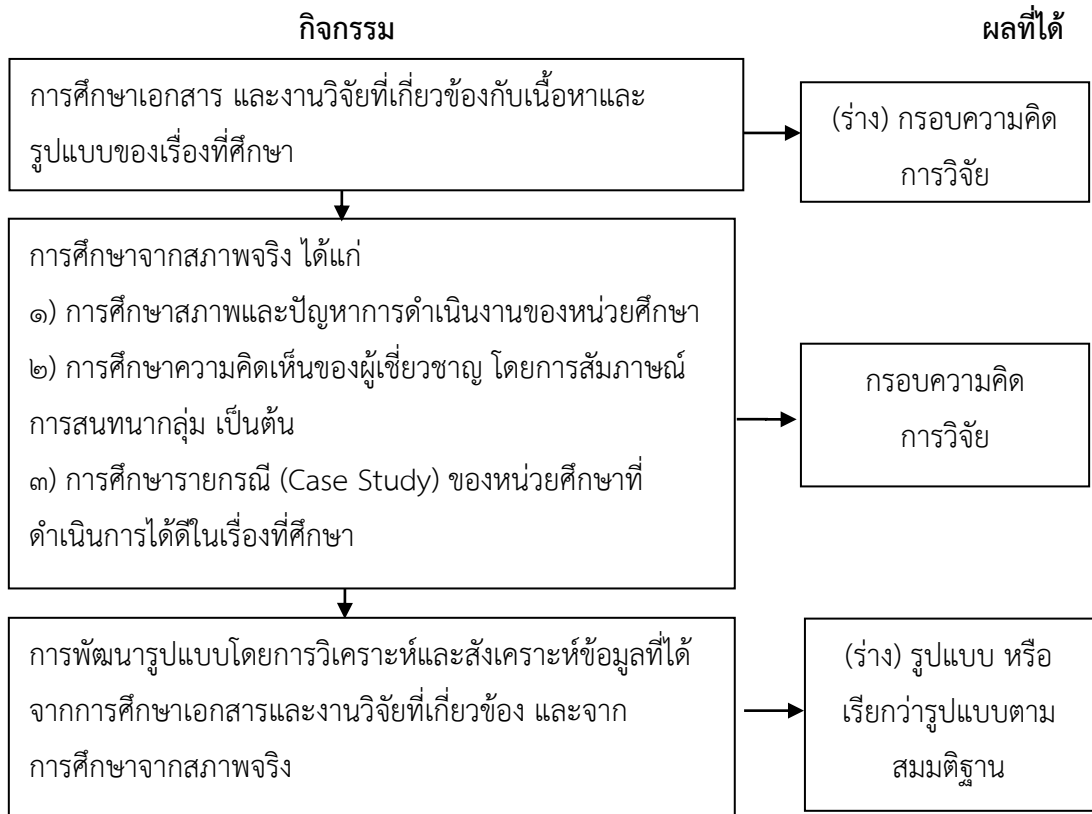 กิจกรรม
ผลที่ได้
การศึกษาเอกสาร และงานวิจัยที่เกี่ยวข้องกับเนื้อหาและ
รูปแบบของเรื่องที่ศึกษา
(ร่าง) กรอบความคิด
การวิจัย
การศึกษาจากสภาพจริง ได้แก่
๑) การศึกษาสภาพและปัญหาการดำเนินงานของหน่วยศึกษา
๒) การศึกษาความคิดเห็นของผู้เชี่ยวชาญ โดยการสัมภาษณ์
การสนทนากลุ่ม เป็นต้น
๓) การศึกษารายกรณี (Case Study) ของหน่วยศึกษาที่
ดำเนินการได้ดีในเรื่องที่ศึกษา
กรอบความคิด
การวิจัย
การพัฒนารูปแบบโดยการวิเคราะห์และสังเคราะห์ข้อมูลที่ได้
จากการศึกษาเอกสารและงานวิจัยที่เกี่ยวข้อง และจาก
การศึกษาจากสภาพจริง
(ร่าง) รูปแบบ หรือ
เรียกว่ารูปแบบตาม
สมมติฐาน